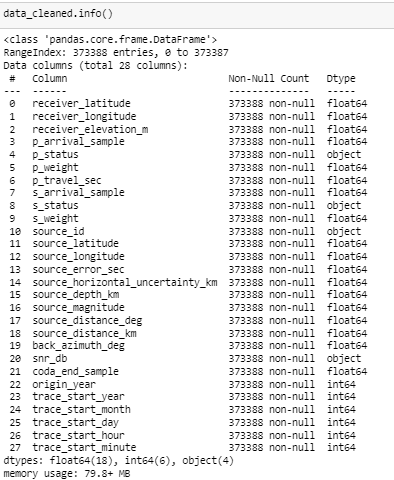 data_cleaned.info()
<class 'pandas.core.frame.DataFrame'>
RangeIndex: 373388 entries, 0 to 373387
Data columns (total 28 columns):
 #   Column                             Non-Null Count   Dtype
---  ------                             --------------   -----
 0   receiver_latitude                  373388 non-null  float64
 1   receiver_longitude                 373388 non-null  float64
 2   receiver_elevation_m               373388 non-null  float64
 3   p_arrival_sample                   373388 non-null  float64
 4   p_status                           373388 non-null  object
 5   p_weight                           373388 non-null  float64
 6   p_travel_sec                       373388 non-null  float64
 7   s_arrival_sample                   373388 non-null  float64
 8   s_status                           373388 non-null  object
 9   s_weight                           373388 non-null  float64
 10  source_id                          373388 non-null  object
 11  source_latitude                    373388 non-null  float64
 12  source_longitude                   373388 non-null  float64
 13  source_error_sec                   373388 non-null  float64
 14  source_horizontal_uncertainty_km   373388 non-null  float64
 15  source_depth_km                    373388 non-null  float64
 16  source_magnitude                   373388 non-null  float64
 17  source_distance_deg                373388 non-null  float64
 18  source_distance_km                 373388 non-null  float64
 19  back_azimuth_deg                   373388 non-null  float64
 20  snr_db                             373388 non-null  object
 21  coda_end_sample                    373388 non-null  float64
 22  origin_year                        373388 non-null  int64
 23  trace_start_year                   373388 non-null  int64
 24  trace_start_month                  373388 non-null  int64
 25  trace_start_day                    373388 non-null  int64
 26  trace_start_hour                   373388 non-null  int64
 27  trace_start_minute                 373388 non-null  int64
dtypes: float64(18), int64(6), object(4)
memory usage: 79.8+ MB